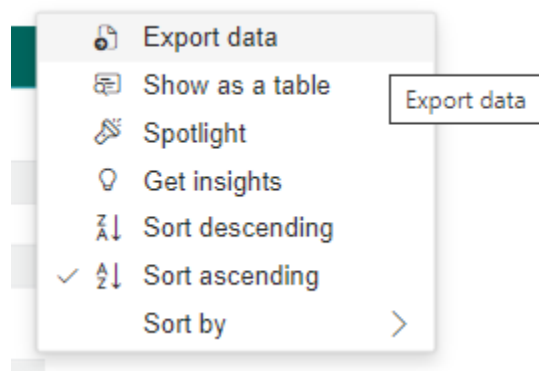 Export data
Show as a table
Export data
Spotlight
Get insights
Sort descending
Sort ascending
Sort by